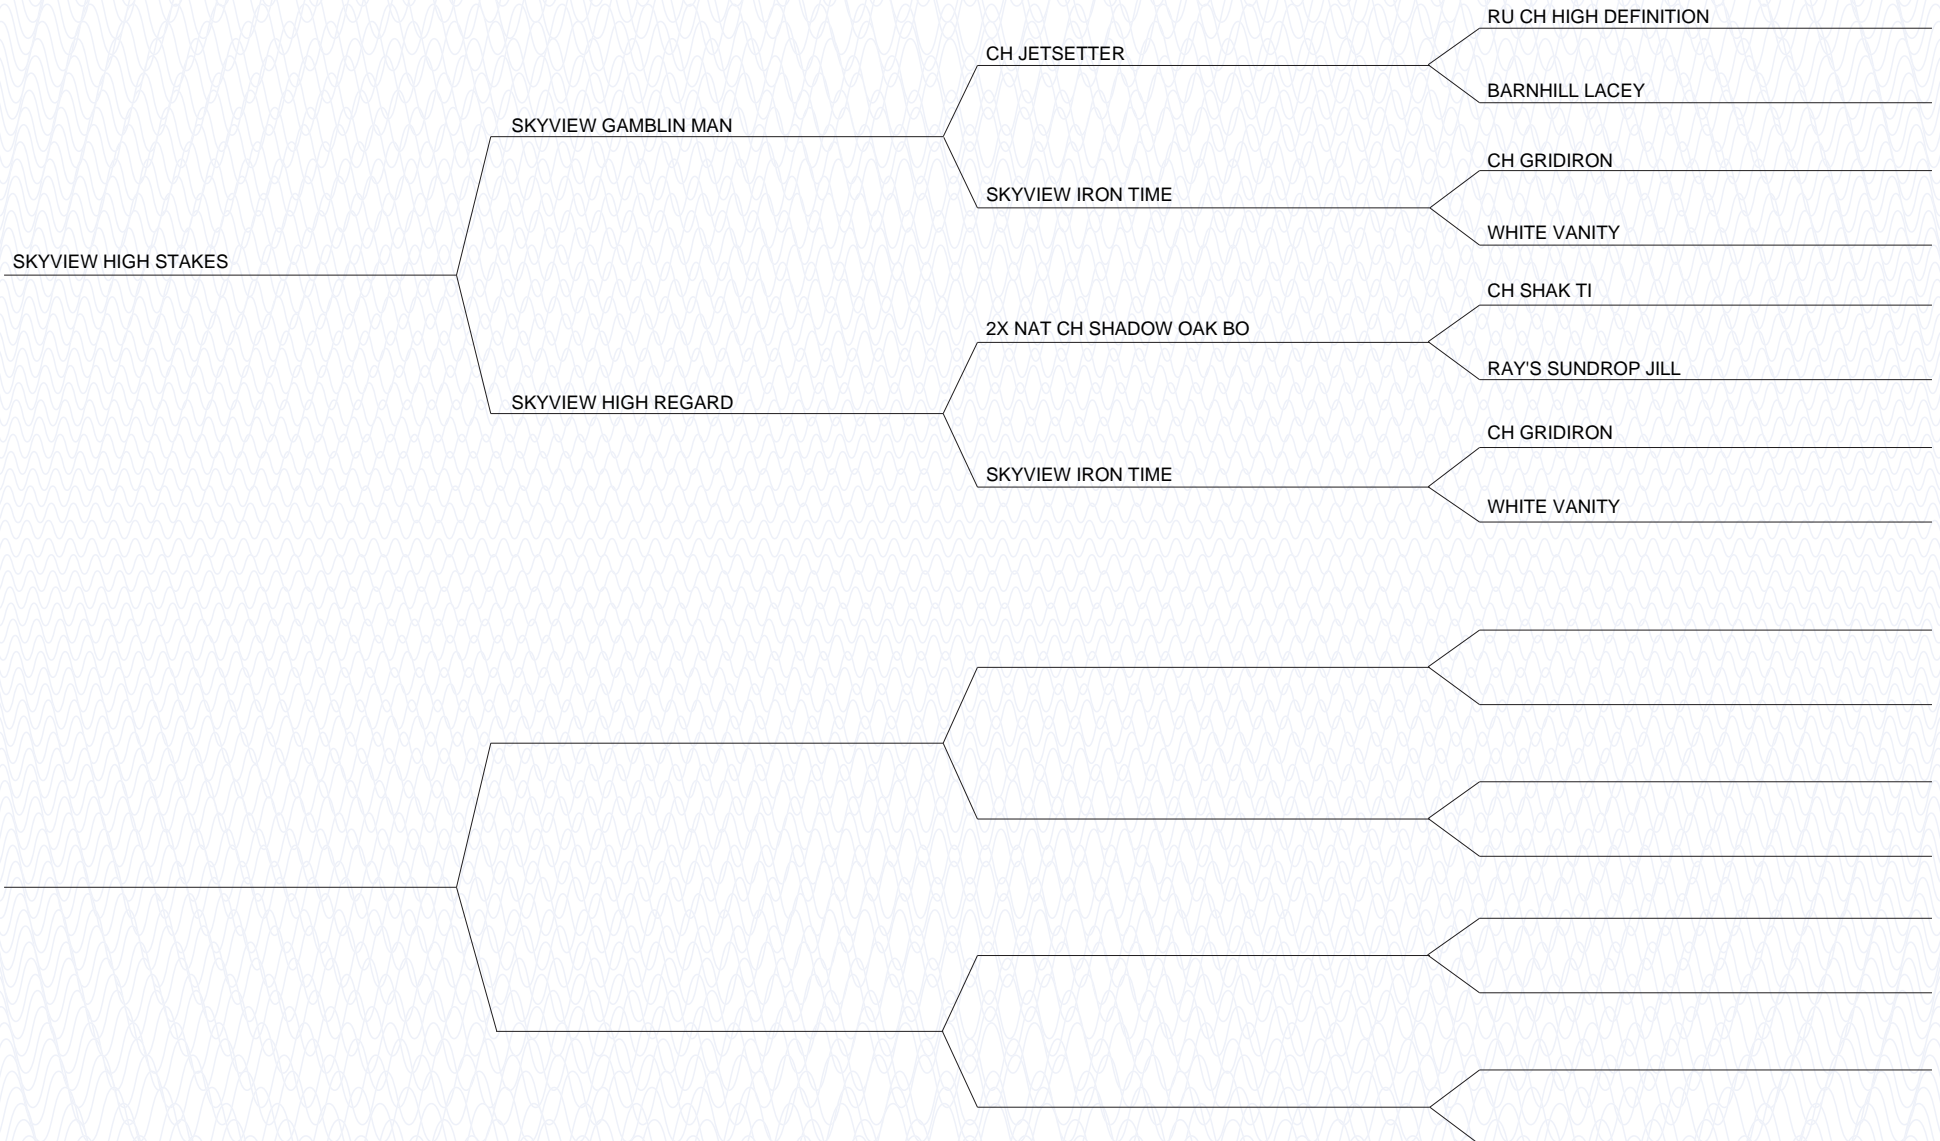 RU CH HIGH DEFINITION
CH JETSETTER
BARNHILL LACEY
SKYVIEW GAMBLIN MAN
CH GRIDIRON
SKYVIEW IRON TIME
WHITE VANITY
SKYVIEW HIGH STAKES
CH SHAK TI
2X NAT CH SHADOW OAK BO
RAY'S SUNDROP JILL
SKYVIEW HIGH REGARD
CH GRIDIRON
SKYVIEW IRON TIME
WHITE VANITY